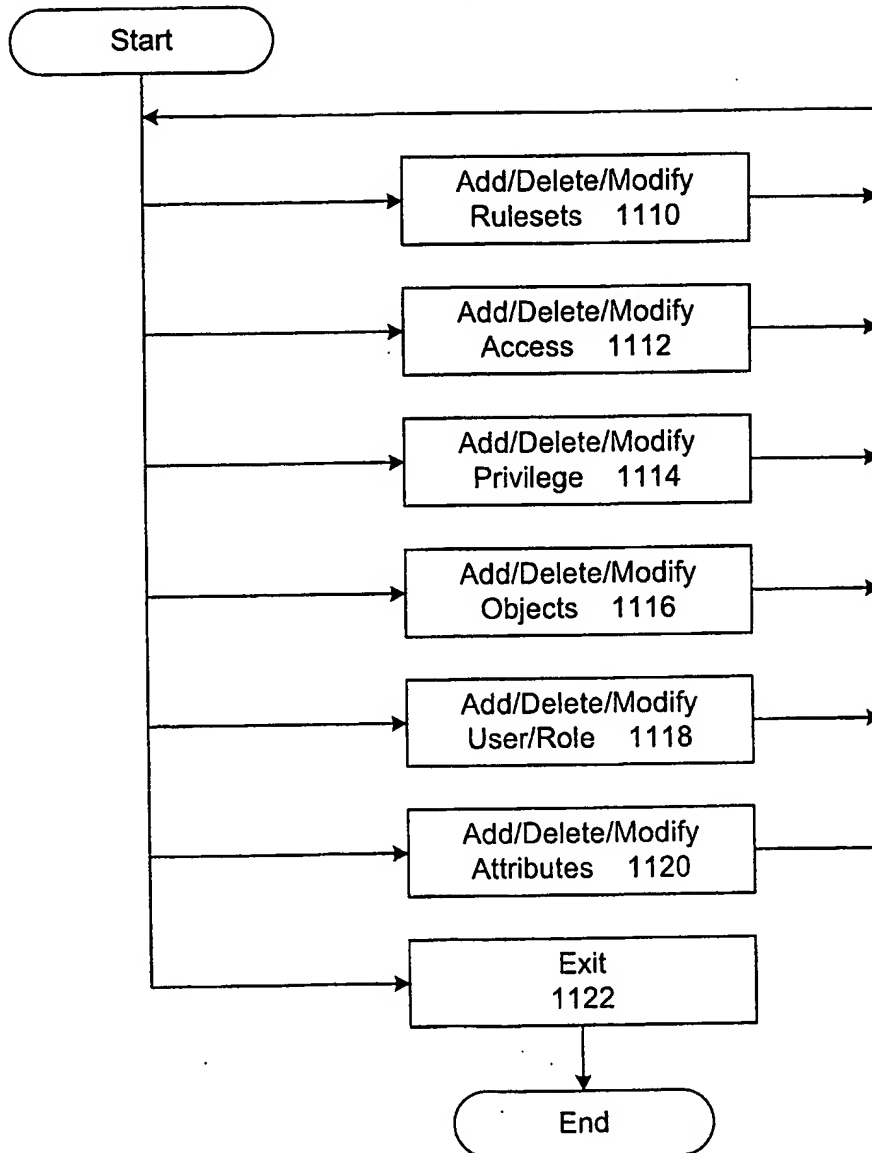 Start
Add/Delete/Modify
Rulesets 1110
Add/Delete/Modify
Access 1112
Add/Delete/Modify
Privilege 1114
Add/Delete/Modify
Objects 1116
Add/Delete/Modify
User/Role 1118
Add/Delete/Modify
Attributes 1120
Exit
1122
End